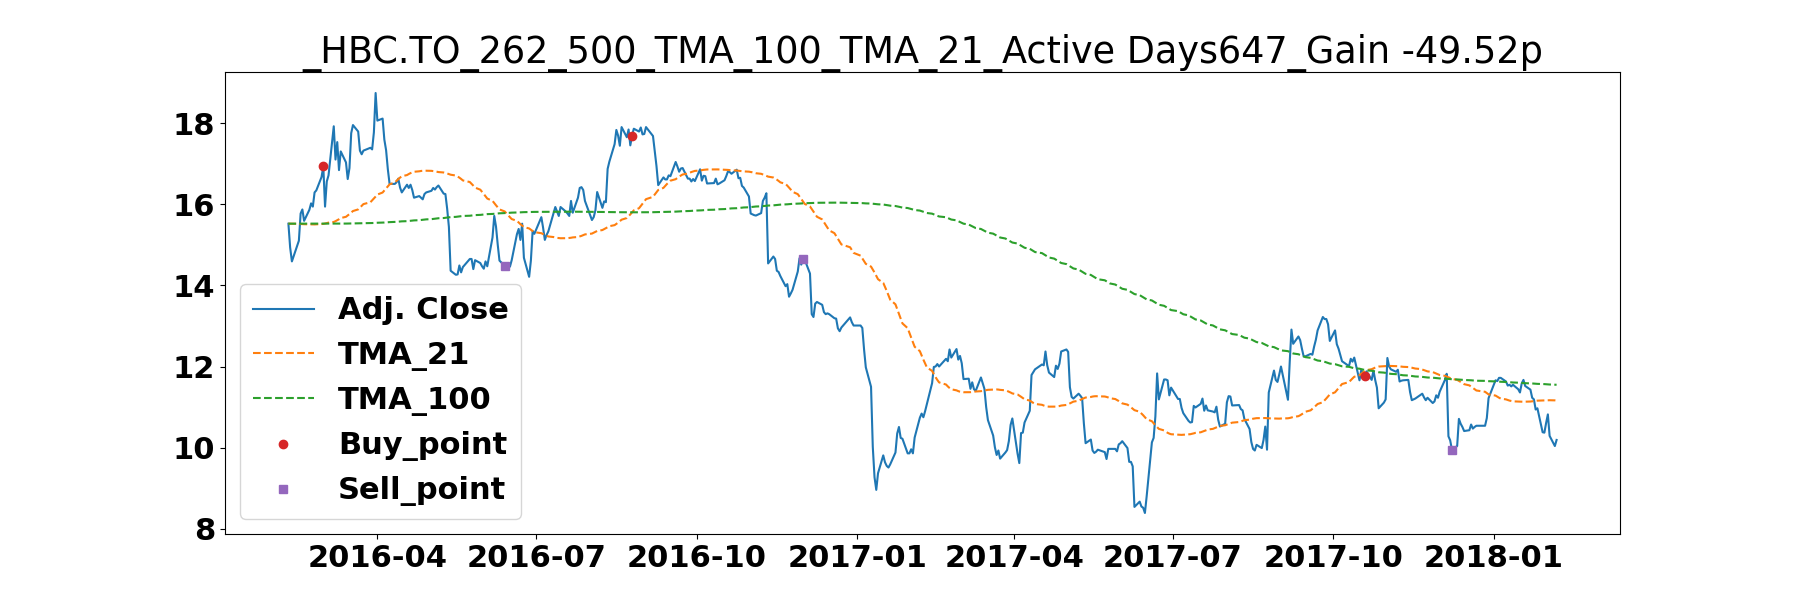 _HBC.TO_262_500_TMA_100_TMA_21_Active Days647_Gain -49.52p
18
16
14
12
10
8
Adj. Close
TMA_21
TMA_100
Buy_point
Sell_point
2016-04 2016-07 2016-10 2017-01 2017-04 2017-07 2017-10 2018-01